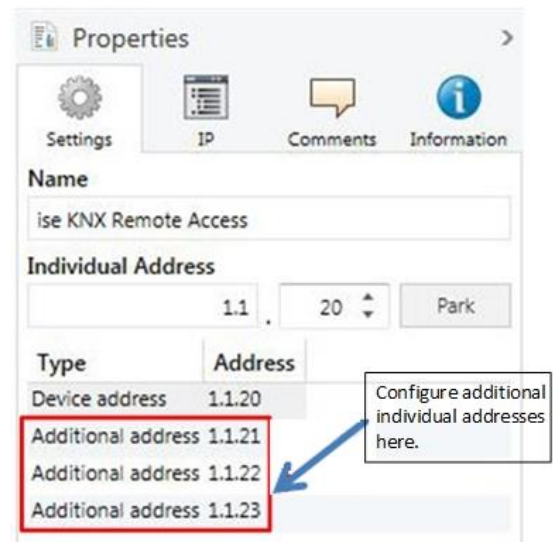 Properties
Settings IP Comments Information
Name
ise KNX Remote Access
Individual Address
1.1 . 20 Park
Type Address
Device address 1.1.20
Additional address 1.1.21
Additional address 1.1.22
Additional address 1.1.23
Configure additional
individual addresses
here.